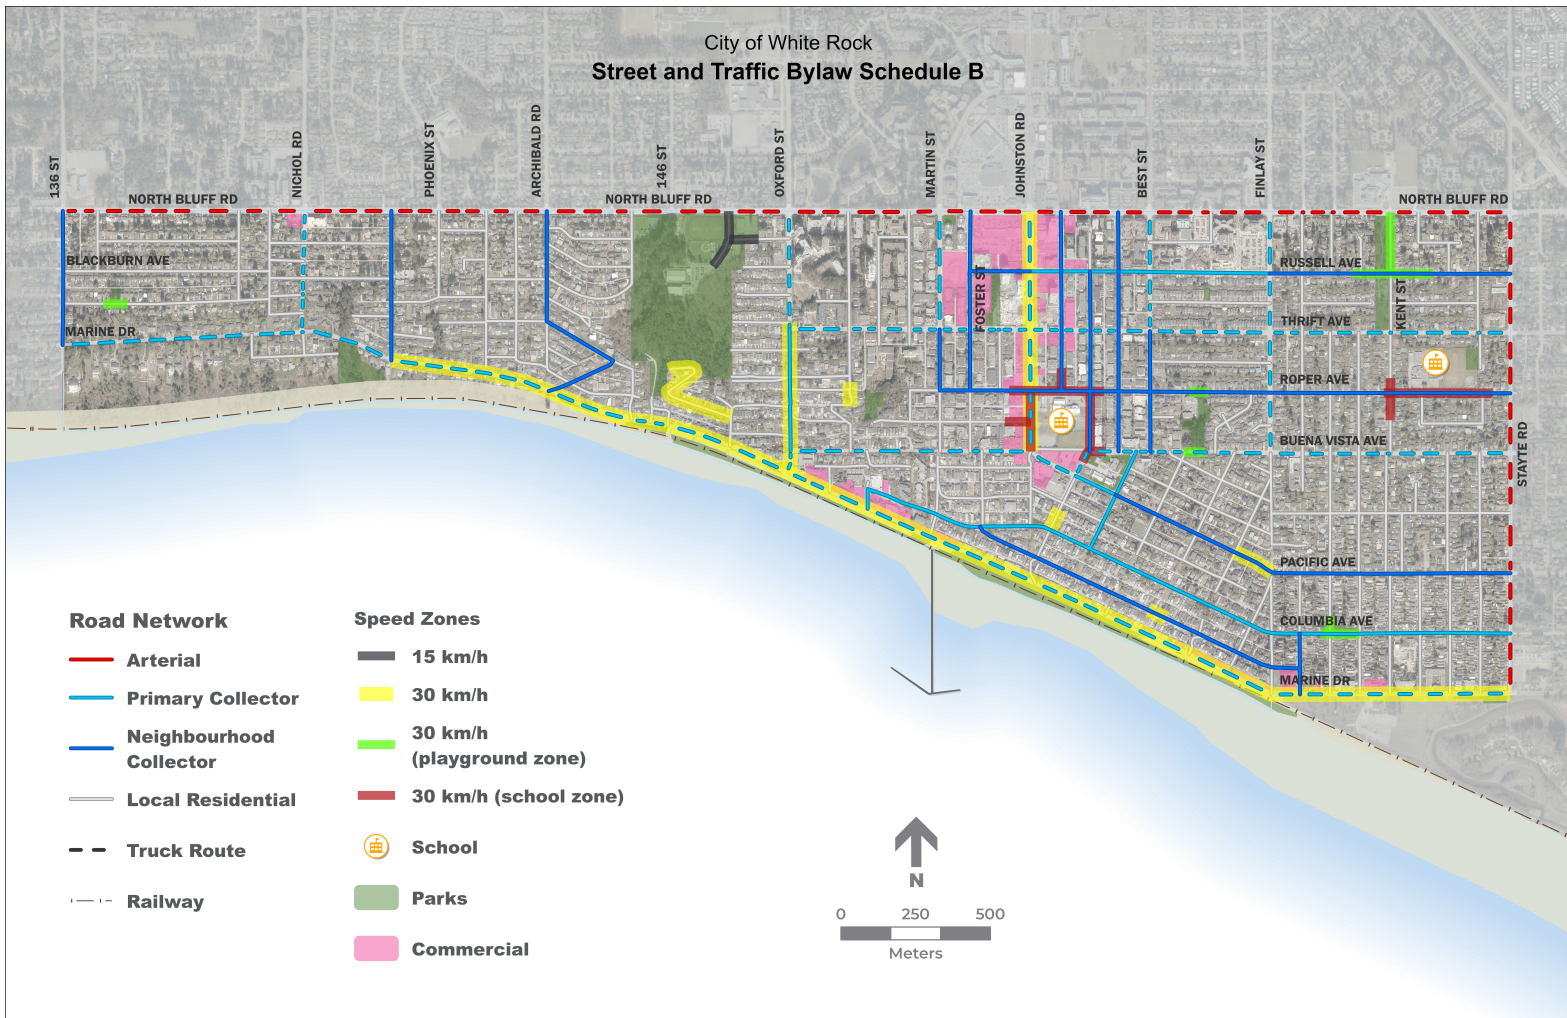 City of White Rock
Street and Traffic Bylaw Schedule B
136 ST
NICHOL RD
PHOENIX ST
ARCHIBALD RD
146 ST
OXFORD ST
MARTIN ST
JOHNSTON RD
BEST ST
FINLAY ST
NORTH BLUFF RD
NORTH BLUFF RD
NORTH BLUFF RD
BLACKBURN AVE
RUSSELL AVE
FOSTER ST
KENT ST
MARINE DR
THRIFT AVE
ROPER AVE
BUENA VISTA AVE
STAYTE RD
PACIFIC AVE
COLUMBIA AVE
MARINE DR
Road Network
Arterial
Primary Collector
Neighbourhood
Collector
Local Residential
Truck Route
Railway
Speed Zones
15 km/h
30 km/h
30 km/h
(playground zone)
30 km/h (school zone)
School
Parks
Commercial
N
0 250 500
Meters